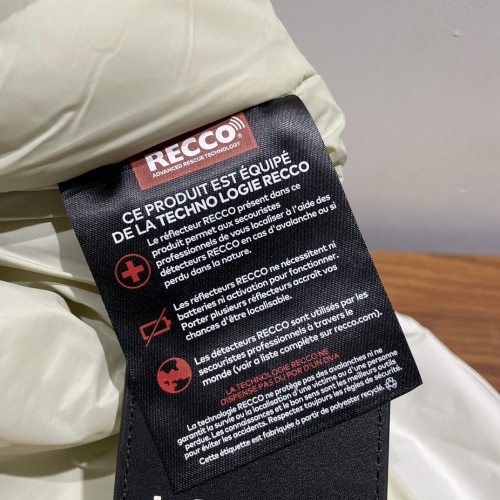 RECCO®
ADVANCED RESCUE TECHNOLOGY
CE PRODUIT EST ÉQUIPÉ
DE LA TECHNO LOGIE RECCO
Le réflecteur RECCO présent dans ce
produit permet aux secouristes
professionnels de vous localiser à l'aide des
détecteurs RECCO en cas d'avalanche ou si
perdu dans la nature.
Les réflecteurs RECCO ne nécessitent ni
batteries ni activation pour fonctionner.
Porter plusieurs réflecteurs accroît vos
chances d'être localisable.
Les détecteurs RECCO sont utilisés par les
secouristes professionnels à travers le
monde (voir a liste complète sur recco.com).
LA TECHNOLOGIE RECCO NE
DISPENSE PAS DU POR D'UN DVA
La technologie RECCO ne protège pas des avalanches ni ne
garantit la survie ou la localisation d'une victime ou d'une personne
perdue. Les connaissances et le bon sens sont les meilleurs outils
pour éviter les accidents. Respectez toujours les règles de sécurité.
Cette étiquette est fabriquée à partir de polyester recyclé.